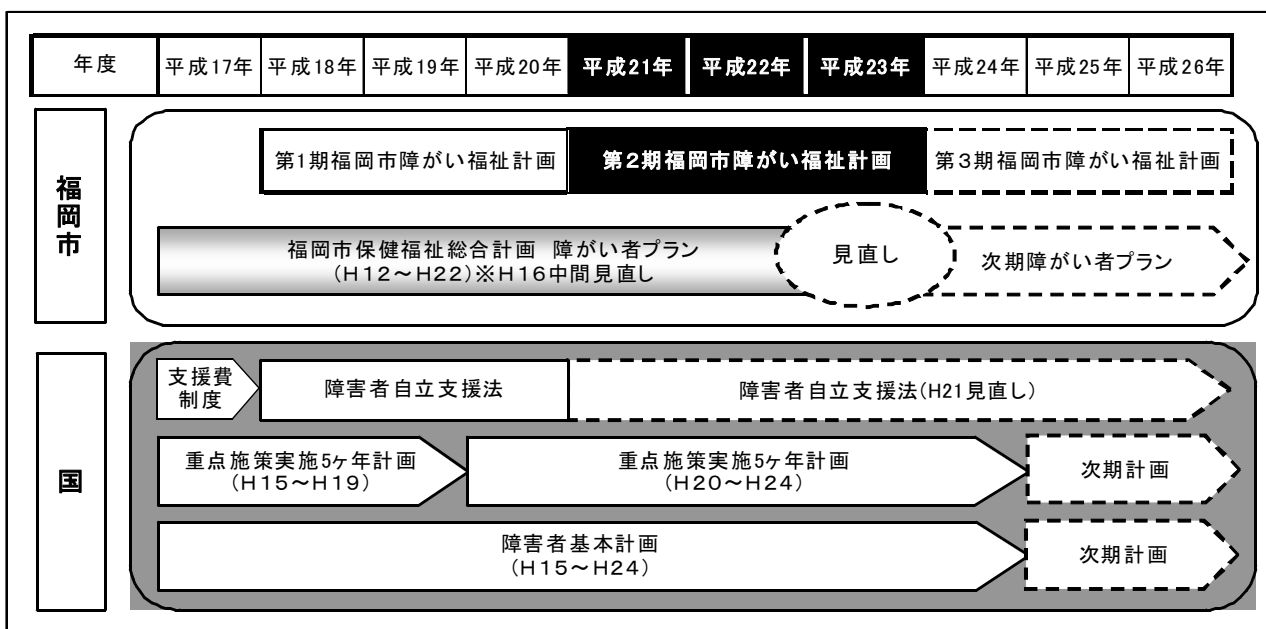 年度 平成17年 平成18年 平成19年 平成20年 平成21年 平成22年 平成23年 平成24年 平成25年 平成26年
福岡市
第1期福岡市障がい福祉計画 第2期福岡市障がい福祉計画 第3期福岡市障がい福祉計画
福岡市保健福祉総合計画 障がい者プラン
(H12~H22)※H16中間見直し
見直し
次期障がい者プラン
国
支援費
制度
障害者自立支援法
障害者自立支援法(H21見直し)
重点施策実施5ヶ年計画
(H15~H19)
重点施策実施5ヶ年計画
(H20~H24)
次期計画
障害者基本計画
(H15~H24)
次期計画